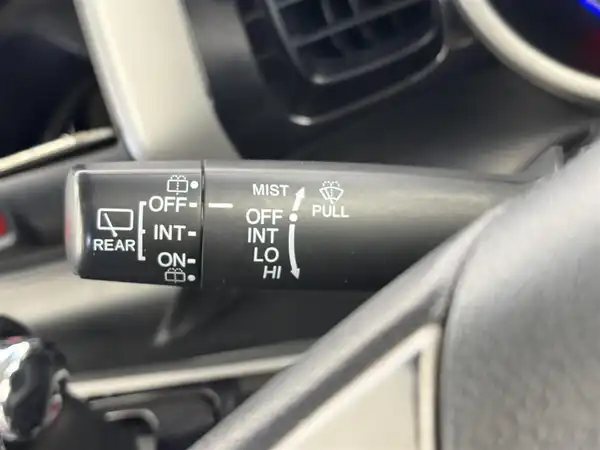 OFF
INT
ON
REAR
MIST
OFF
INT
LO
HI
PULL